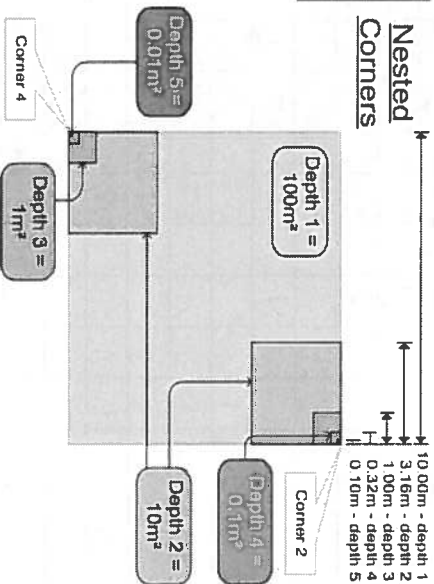 Nested
Corners
10.00m - depth 1
3.16m - depth 2
1.00m - depth 3
0.32m - depth 4
0.10m - depth 5
Depth 1 =
100m²
Corner 2
Depth 5 =
0.01m²
Corner 4
Depth 3 =
1m²
Depth 4 =
0.1m²
Depth 2 =
10m²